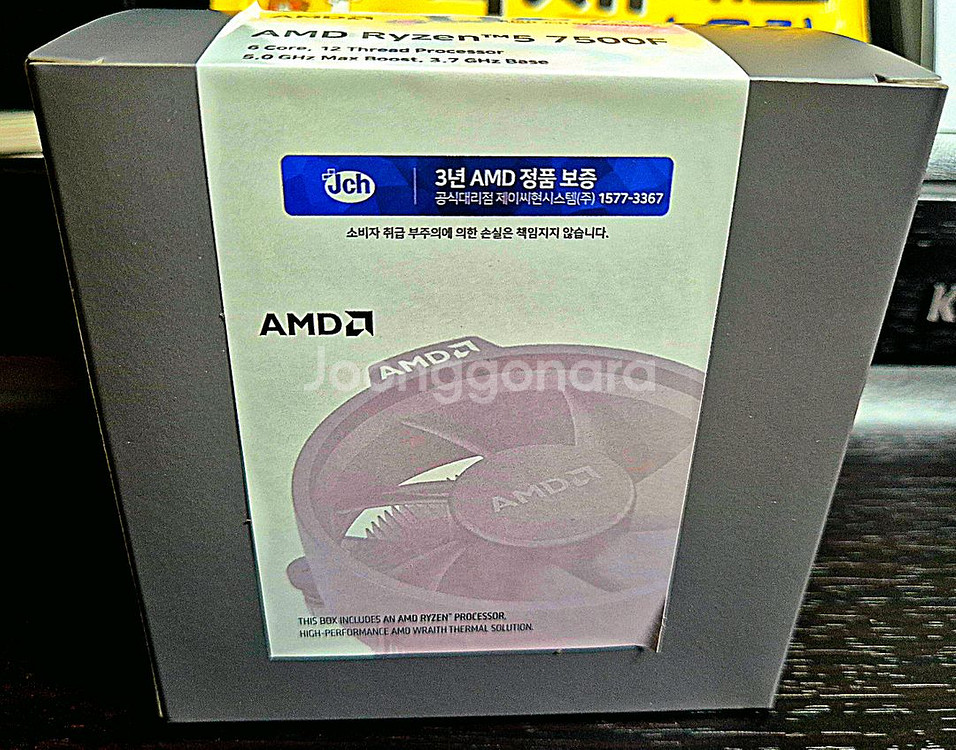 AMD Ryzen™ 5 7500F
6 Core, 12 Thread Processor
5.0 GHz Max Boost, 3.7 GHz Base
Jch
3년 AMD 정품 보증
공식대리점 제이씨현시스템(주) 1577-3367
소비자 취급 부주의에 의한 손실은 책임지지 않습니다.
AMD
AMD
Joonggonara
AMD
THIS BOX INCLUDES AN AMD RYZEN™ PROCESSOR,
HIGH-PERFORMANCE AMD WRAITH THERMAL SOLUTION.
K